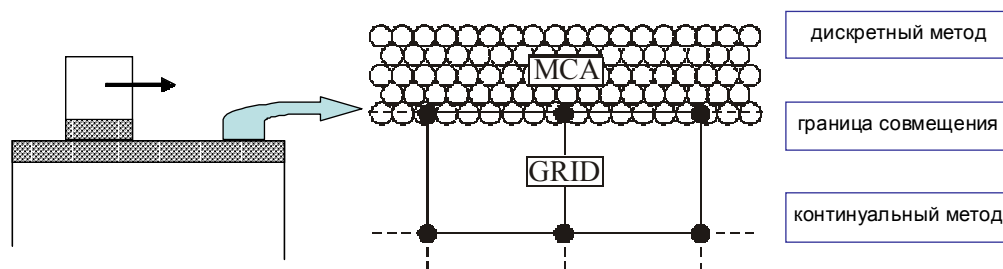 дискретный метод
MCA
граница совмещения
GRID
континуальный метод